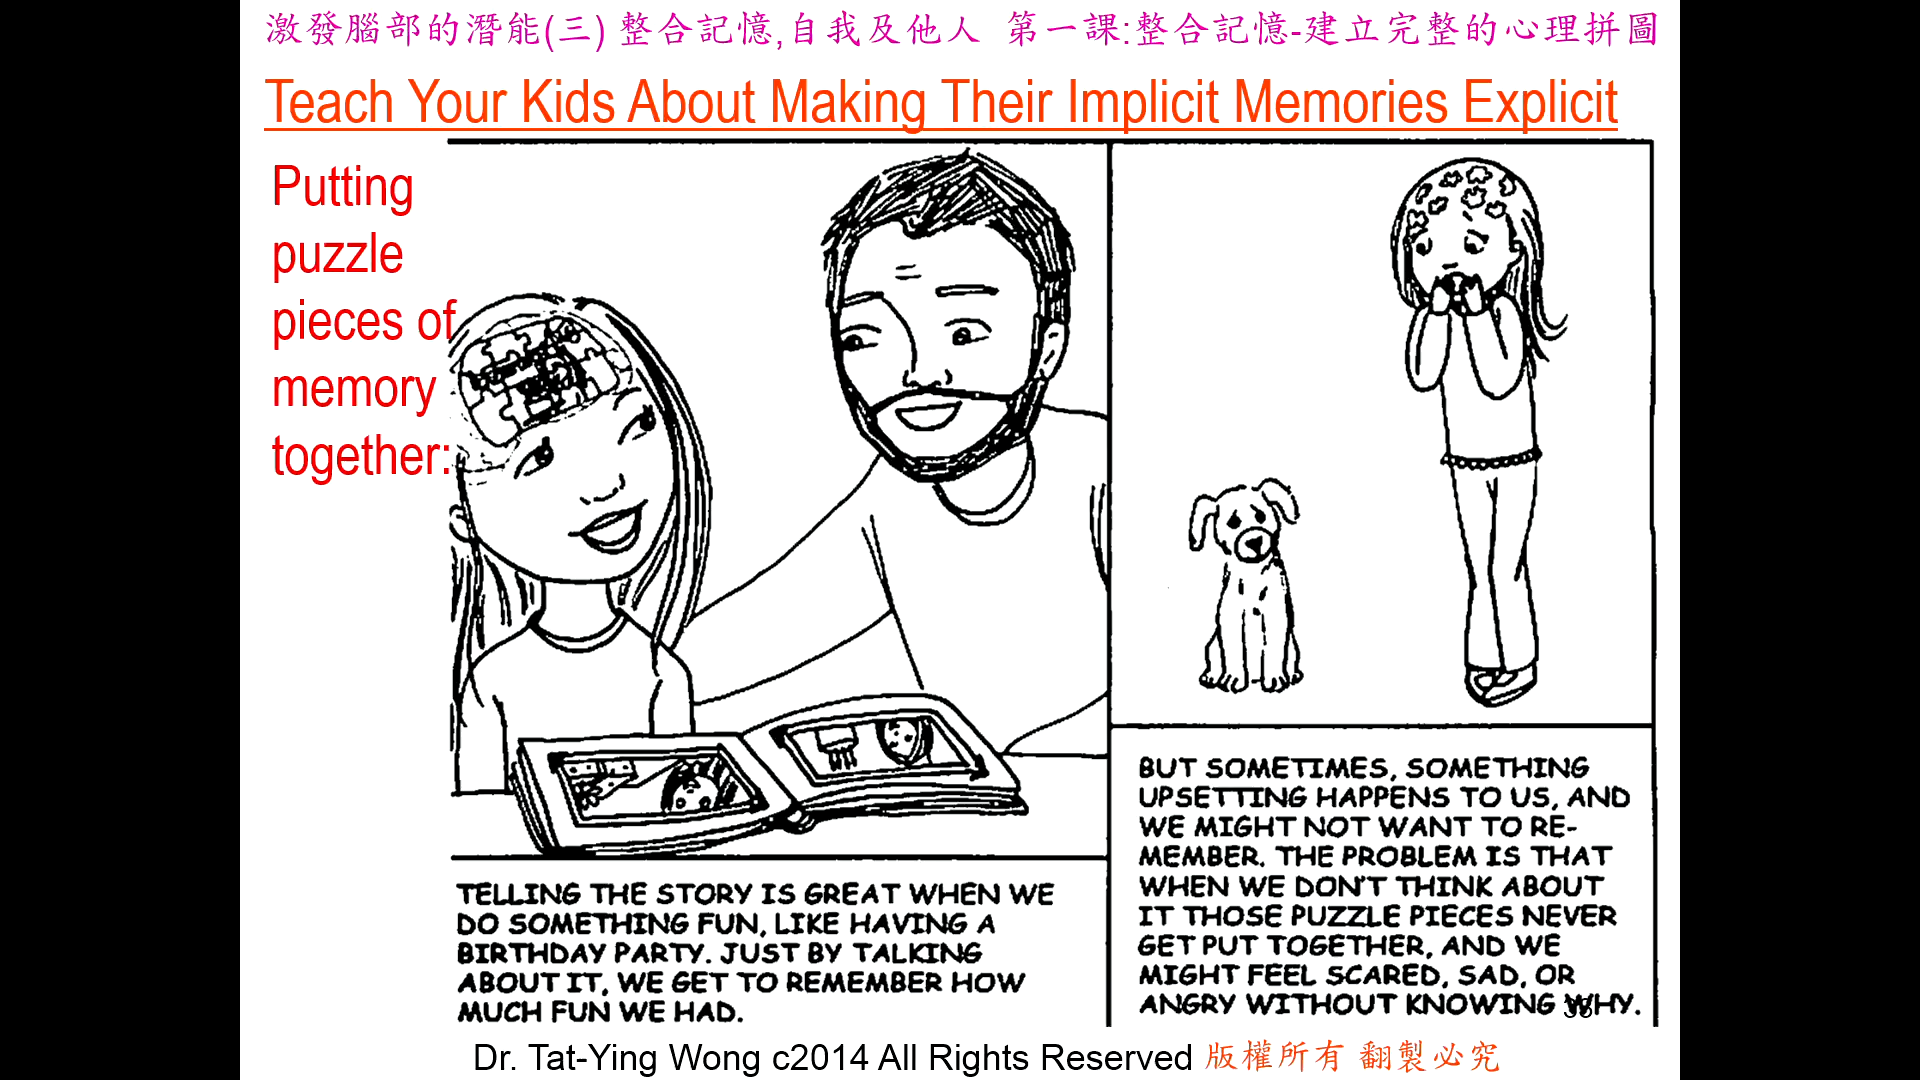 激發腦部的潛能(三) 整合記憶,自我及他人 第一課:整合記憶-建立完整的心理拼圖
Teach Your Kids About Making Their Implicit Memories Explicit
Putting
puzzle
pieces of
memory
together:
TELLING THE STORY IS GREAT WHEN WE
DO SOMETHING FUN, LIKE HAVING A
BIRTHDAY PARTY. JUST BY TALKING
ABOUT IT, WE GET TO REMEMBER HOW
MUCH FUN WE HAD.
BUT SOMETIMES, SOMETHING
UPSETTING HAPPENS TO US, AND
WE MIGHT NOT WANT TO RE-
MEMBER. THE PROBLEM IS THAT
WHEN WE DON'T THINK ABOUT
IT THOSE PUZZLE PIECES NEVER
GET PUT TOGETHER, AND WE
MIGHT FEEL SCARED, SAD, OR
ANGRY WITHOUT KNOWING WHY.
Dr. Tat-Ying Wong c2014 All Rights Reserved 版權所有 翻製必究